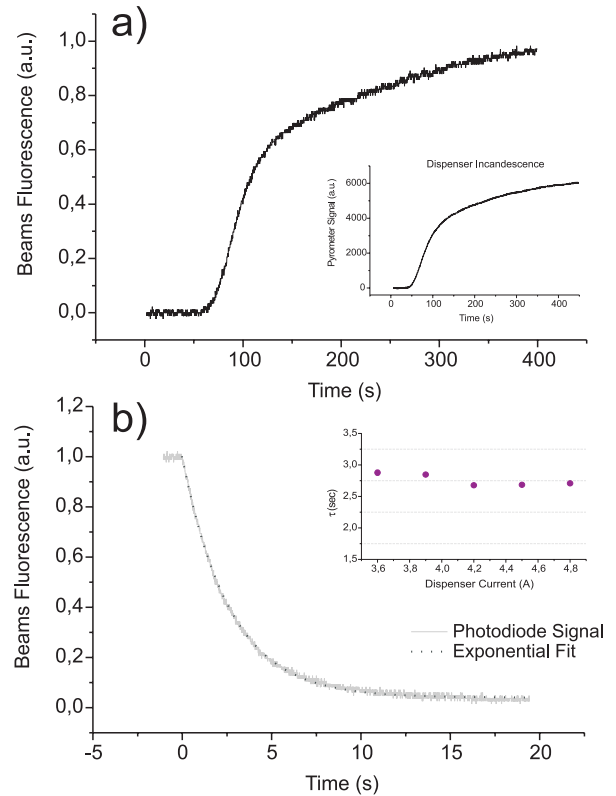 a)
1,0
0,8
0,6
0,4
0,2
0,0
Beams Fluorescence (a.u.)
0 100 200 300 400
Time (s)
Dispenser Incandescence
6000
4000
2000
0
Pyrometer Signal (a.u.)
0 100 200 300 400
Time (s)
b)
1,2
1,0
0,8
0,6
0,4
0,2
0,0
Beams Fluorescence (a.u.)
-5 0 5 10 15 20
Time (s)
3,5
3,0
2,5
2,0
1,5
τ(sec)
3,6 3,8 4,0 4,2 4,4 4,6 4,8
Dispenser Current (A)
Photodiode Signal
Exponential Fit